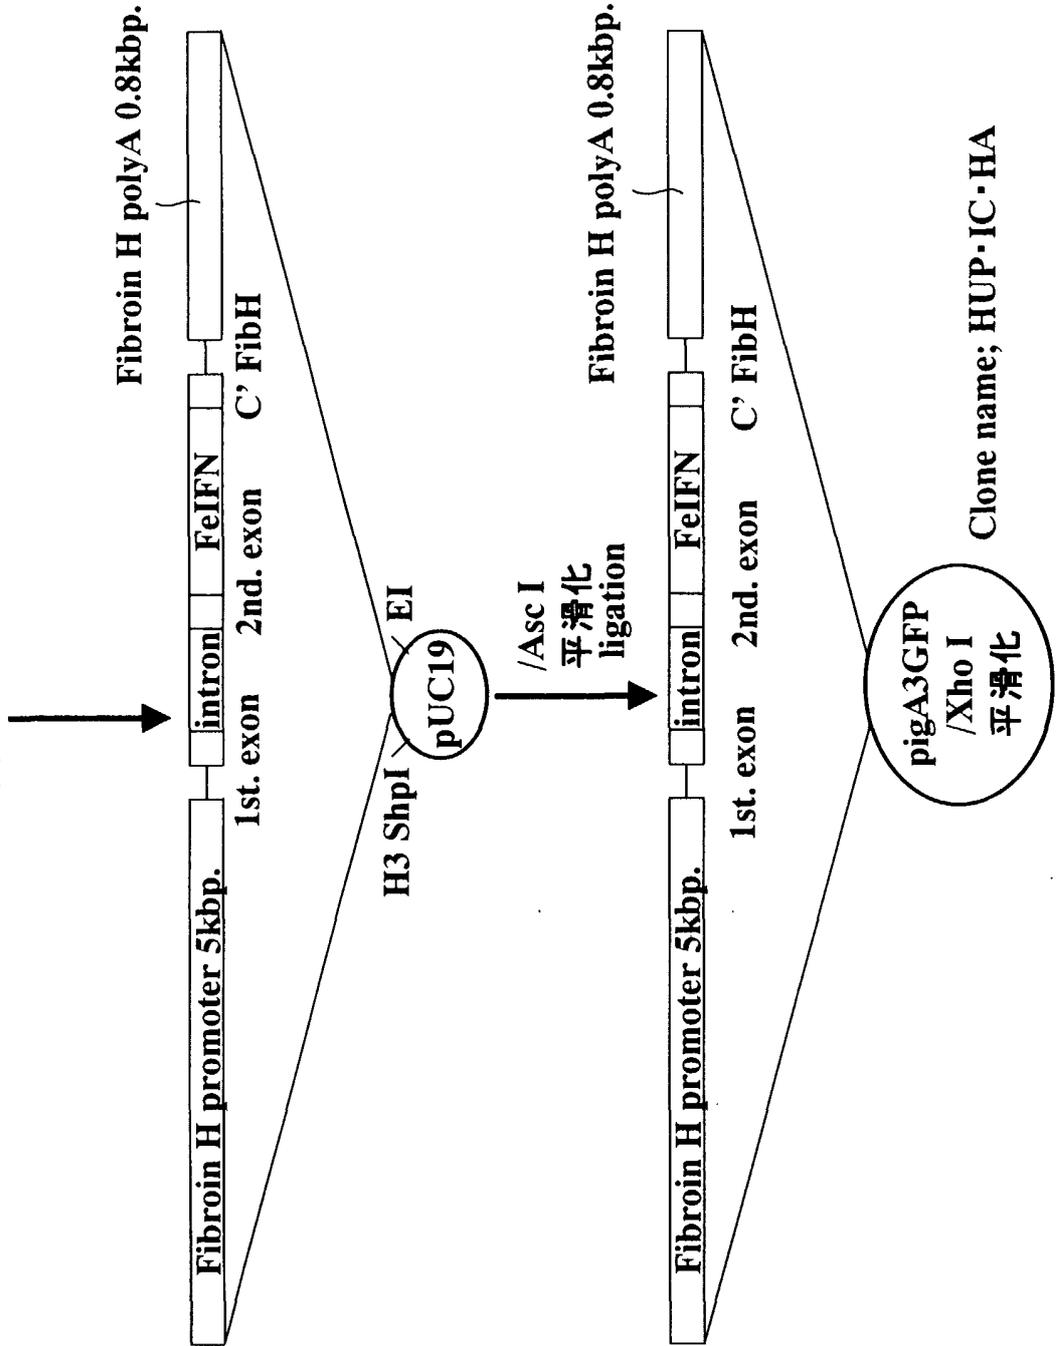 Fibroin H polyA 0.8kbp.
Fibroin H promoter 5kbp.
intron
FeIFN
1st. exon
2nd. exon
C' FibH
H3 ShpI
EI
pUC19
/Asc I
平滑化
ligation
Fibroin H polyA 0.8kbp.
Fibroin H promoter 5kbp.
intron
FeIFN
1st. exon
2nd. exon
C' FibH
pigA3GFP
/Xho I
平滑化
Clone name; HUP·IC·HA